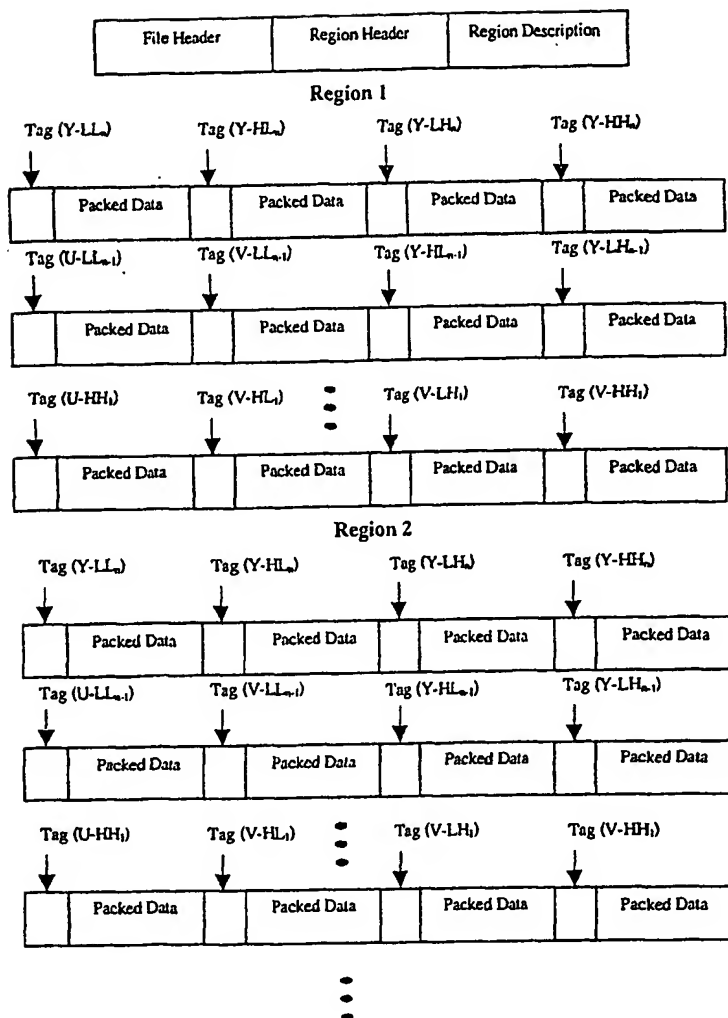 File Header Region Header Region Description
Region 1
Tag (Y-LLₙ) Tag (Y-HLₙ) Tag (Y-LHₙ) Tag (Y-HHₙ)
Packed Data Packed Data Packed Data Packed Data
Tag (U-LLₙ₋₁) Tag (V-LLₙ₋₁) Tag (Y-HLₙ₋₁) Tag (Y-LHₙ₋₁)
Packed Data Packed Data Packed Data Packed Data
Tag (U-HH₁) Tag (V-HL₁) Tag (V-LH₁) Tag (V-HH₁)
Packed Data Packed Data Packed Data Packed Data
Region 2
Tag (Y-LLₙ) Tag (Y-HLₙ) Tag (Y-LHₙ) Tag (Y-HHₙ)
Packed Data Packed Data Packed Data Packed Data
Tag (U-LLₙ₋₁) Tag (V-LLₙ₋₁) Tag (Y-HLₙ₋₁) Tag (Y-LHₙ₋₁)
Packed Data Packed Data Packed Data Packed Data
Tag (U-HH₁) Tag (V-HL₁) Tag (V-LH₁) Tag (V-HH₁)
Packed Data Packed Data Packed Data Packed Data